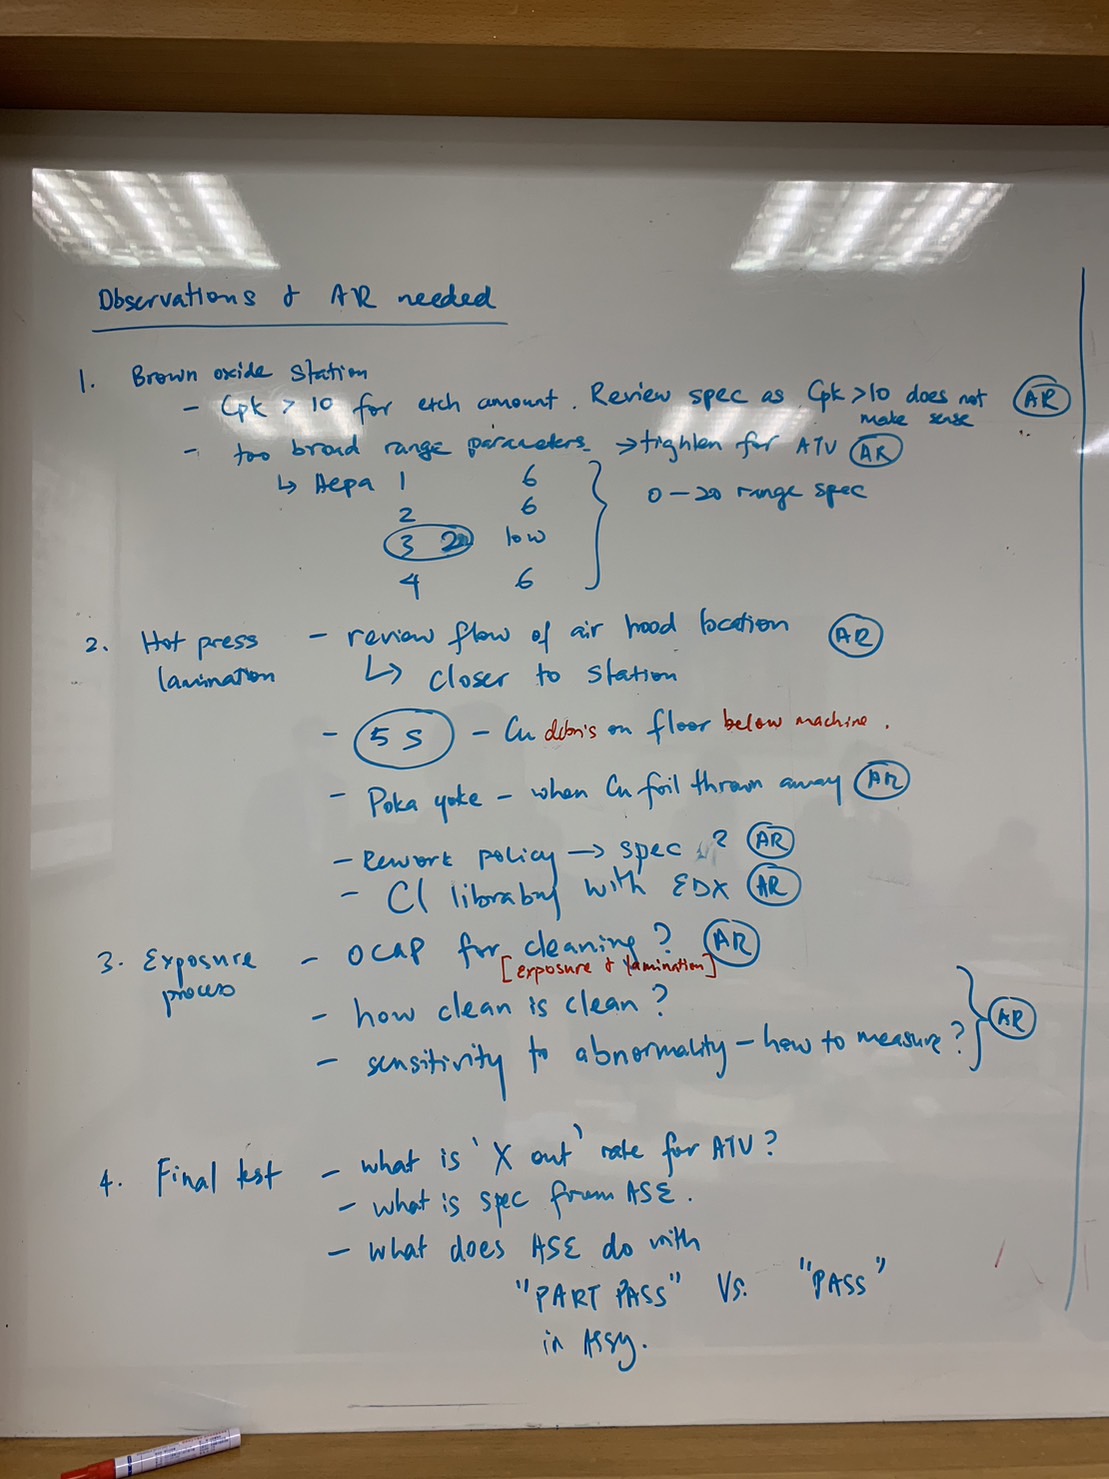 Observations & AR needed
1. Brown oxide station
- Cpk > 10 for etch amount. Review spec as Cpk >10 does not make sense AR
- too broad range parameters → tighten for ATV AR
↳ Hepa 1 6
2 6
3 low
4 6
0 – 20 range spec
2. Hot press lamination - review flow of air hood location AR
↳ closer to station
- 5S - Cu debris on floor below machine.
- Poka yoke - when Cu foil thrown away AR
- Rework policy → spec ? AR
- CI with EDX AR
3. Exposure process - OCAP for cleaning? AR
[exposure & lamination]
- how clean is clean?
- sensitivity to abnormality - how to measure? AR
4. Final test - what is 'X out' rate for ATV?
- what is spec from ASE.
- what does ASE do with
"PART PASS" Vs. "PASS"
in Assy.